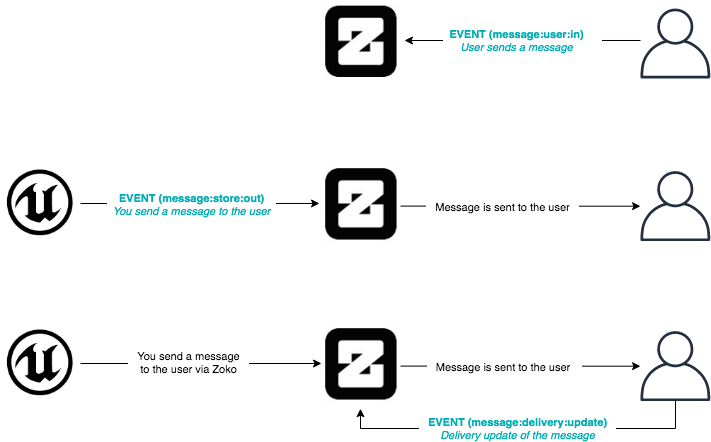 EVENT (message:user:in)
User sends a message
EVENT (message:store:out)
You send a message to the user
Message is sent to the user
You send a message
to the user via Zoko
Message is sent to the user
EVENT (message:delivery:update)
Delivery update of the message